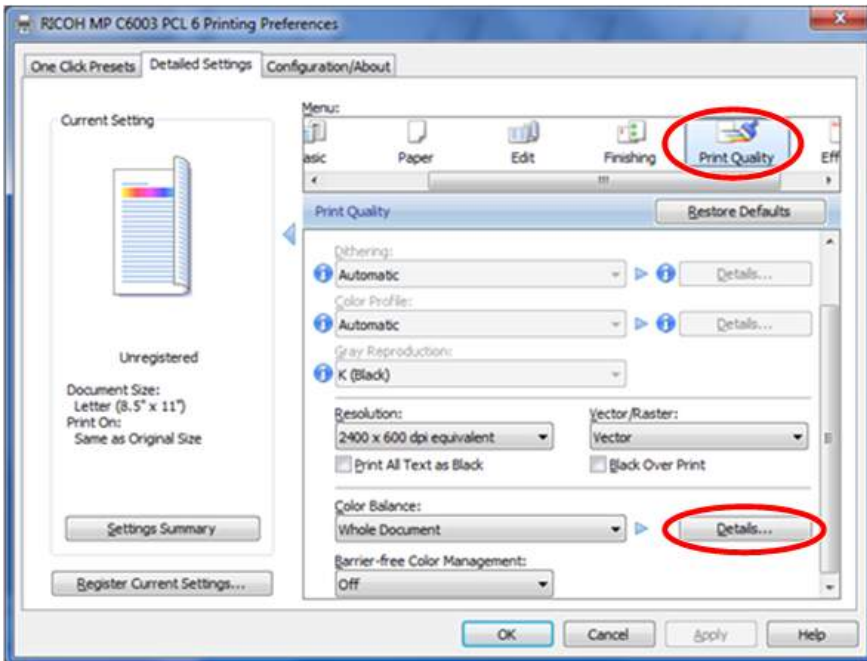 RICOH MP C6003 PCL 6 Printing Preferences
One Click Presets Detailed Settings Configuration/About
Current Setting
Unregistered
Document Size:
Letter (8.5" x 11")
Print On:
Same as Original Size
Settings Summary
Register Current Settings...
Menu:
asic Paper Edit Finishing Print Quality Eff
Print Quality Restore Defaults
Dithering:
Automatic Details...
Color Profile:
Automatic Details...
Gray Reproduction:
K (Black)
Resolution: Vector/Raster:
2400 x 600 dpi equivalent Vector
Print All Text as Black Black Over Print
Color Balance:
Whole Document Details...
Barrier-free Color Management:
Off
OK Cancel Apply Help